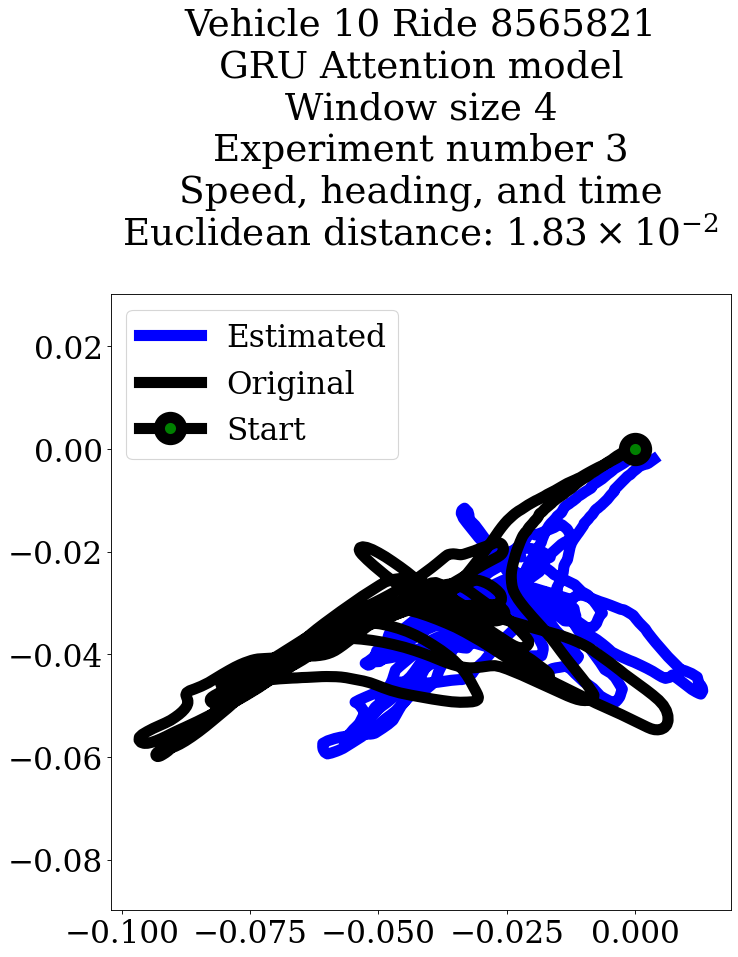 Vehicle 10 Ride 8565821
GRU Attention model
Window size 4
Experiment number 3
Speed, heading, and time
Euclidean distance: 1.83 × 10⁻²
Estimated
Original
Start
0.02
0.00
−0.02
−0.04
−0.06
−0.08
−0.100 −0.075 −0.050 −0.025 0.000